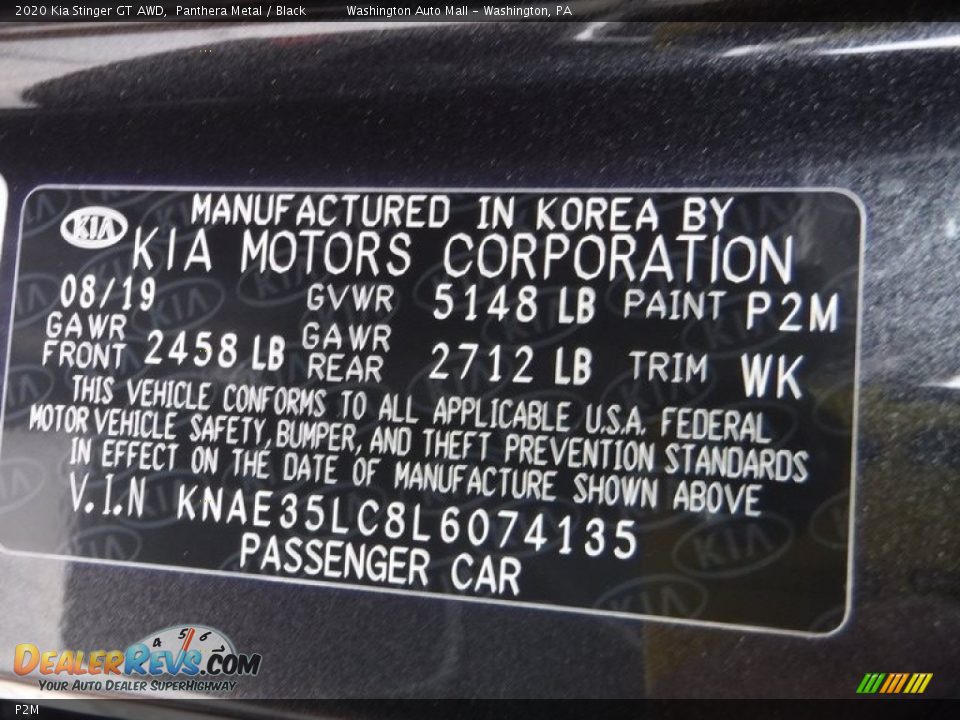 2020 Kia Stinger GT AWD, Panthera Metal / Black Washington Auto Mall - Washington, PA
MANUFACTURED IN KOREA BY
KIA
KIA MOTORS CORPORATION
08/19 GVWR 5148 LB PAINT P2M
GAWR FRONT 2458 LB GAWR REAR 2712 LB TRIM WK
THIS VEHICLE CONFORMS TO ALL APPLICABLE U.S.A. FEDERAL
MOTOR VEHICLE SAFETY, BUMPER, AND THEFT PREVENTION STANDARDS
IN EFFECT ON THE DATE OF MANUFACTURE SHOWN ABOVE
V.I.N KNAE35LC8L6074135
PASSENGER CAR
4 5 6
DEALERREVS.COM
YOUR AUTO DEALER SUPERHIGHWAY
P2M